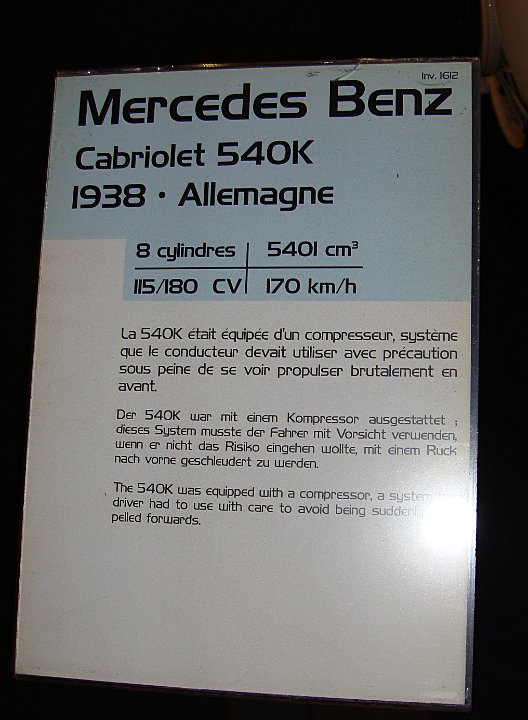 Inv. 1612
Mercedes Benz
Cabriolet 540K
1938 · Allemagne
8 cylindres 5401 cm³
115/180 CV 170 km/h
La 540K était équipée d'un compresseur, système
que le conducteur devait utiliser avec précaution
sous peine de se voir propulser brutalement en
avant.
Der 540K war mit einem Kompressor ausgestattet ;
dieses System musste der Fahrer mit Vorsicht verwenden,
wenn er nicht das Risiko eingehen wollte, mit einem Ruck
nach vorne geschleudert zu werden.
The 540K was equipped with a compressor, a system
driver had to use with care to avoid being suddenly
pelled forwards.